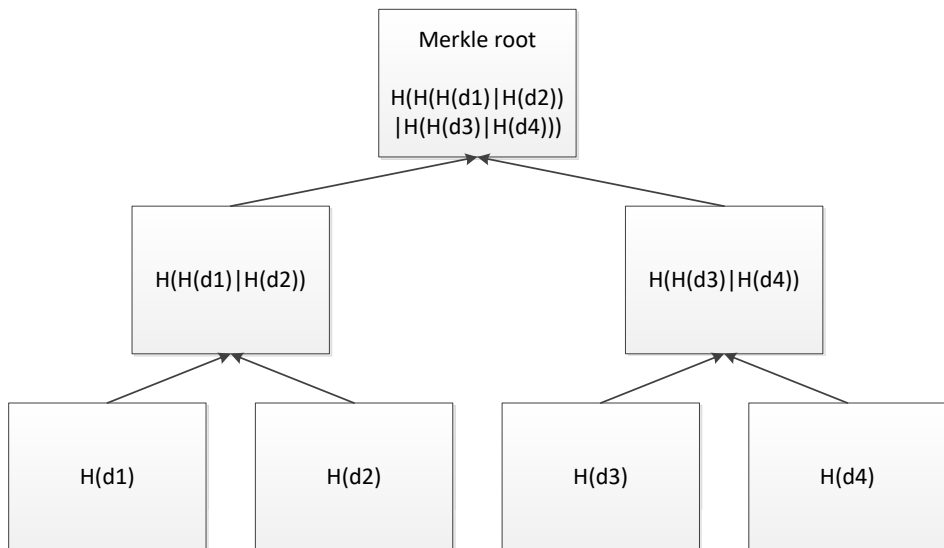 Merkle root
H(H(H(d1)|H(d2))
|H(H(d3)|H(d4)))
H(H(d1)|H(d2))
H(H(d3)|H(d4))
H(d1)
H(d2)
H(d3)
H(d4)